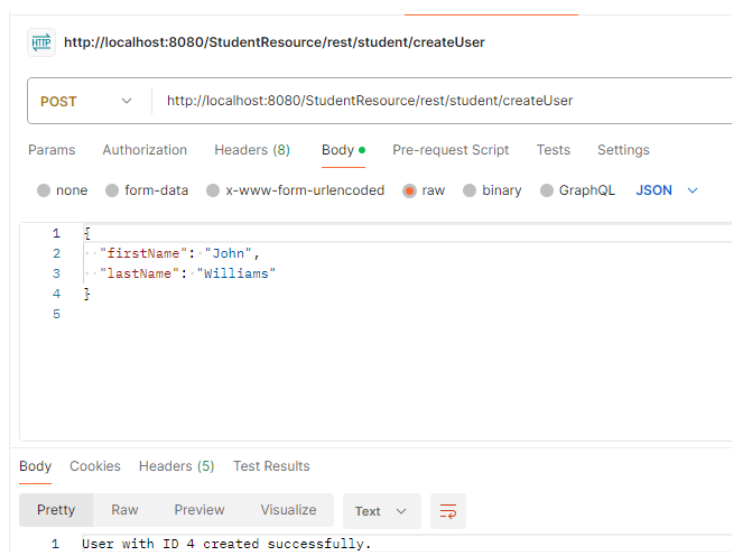 HTTP http://localhost:8080/StudentResource/rest/student/createUser
POST http://localhost:8080/StudentResource/rest/student/createUser
Params Authorization Headers (8) Body Pre-request Script Tests Settings
none form-data x-www-form-urlencoded raw binary GraphQL JSON
1 {
2 "firstName": "John",
3 "lastName": "Williams"
4 }
5
Body Cookies Headers (5) Test Results
Pretty Raw Preview Visualize Text
1 User with ID 4 created successfully.